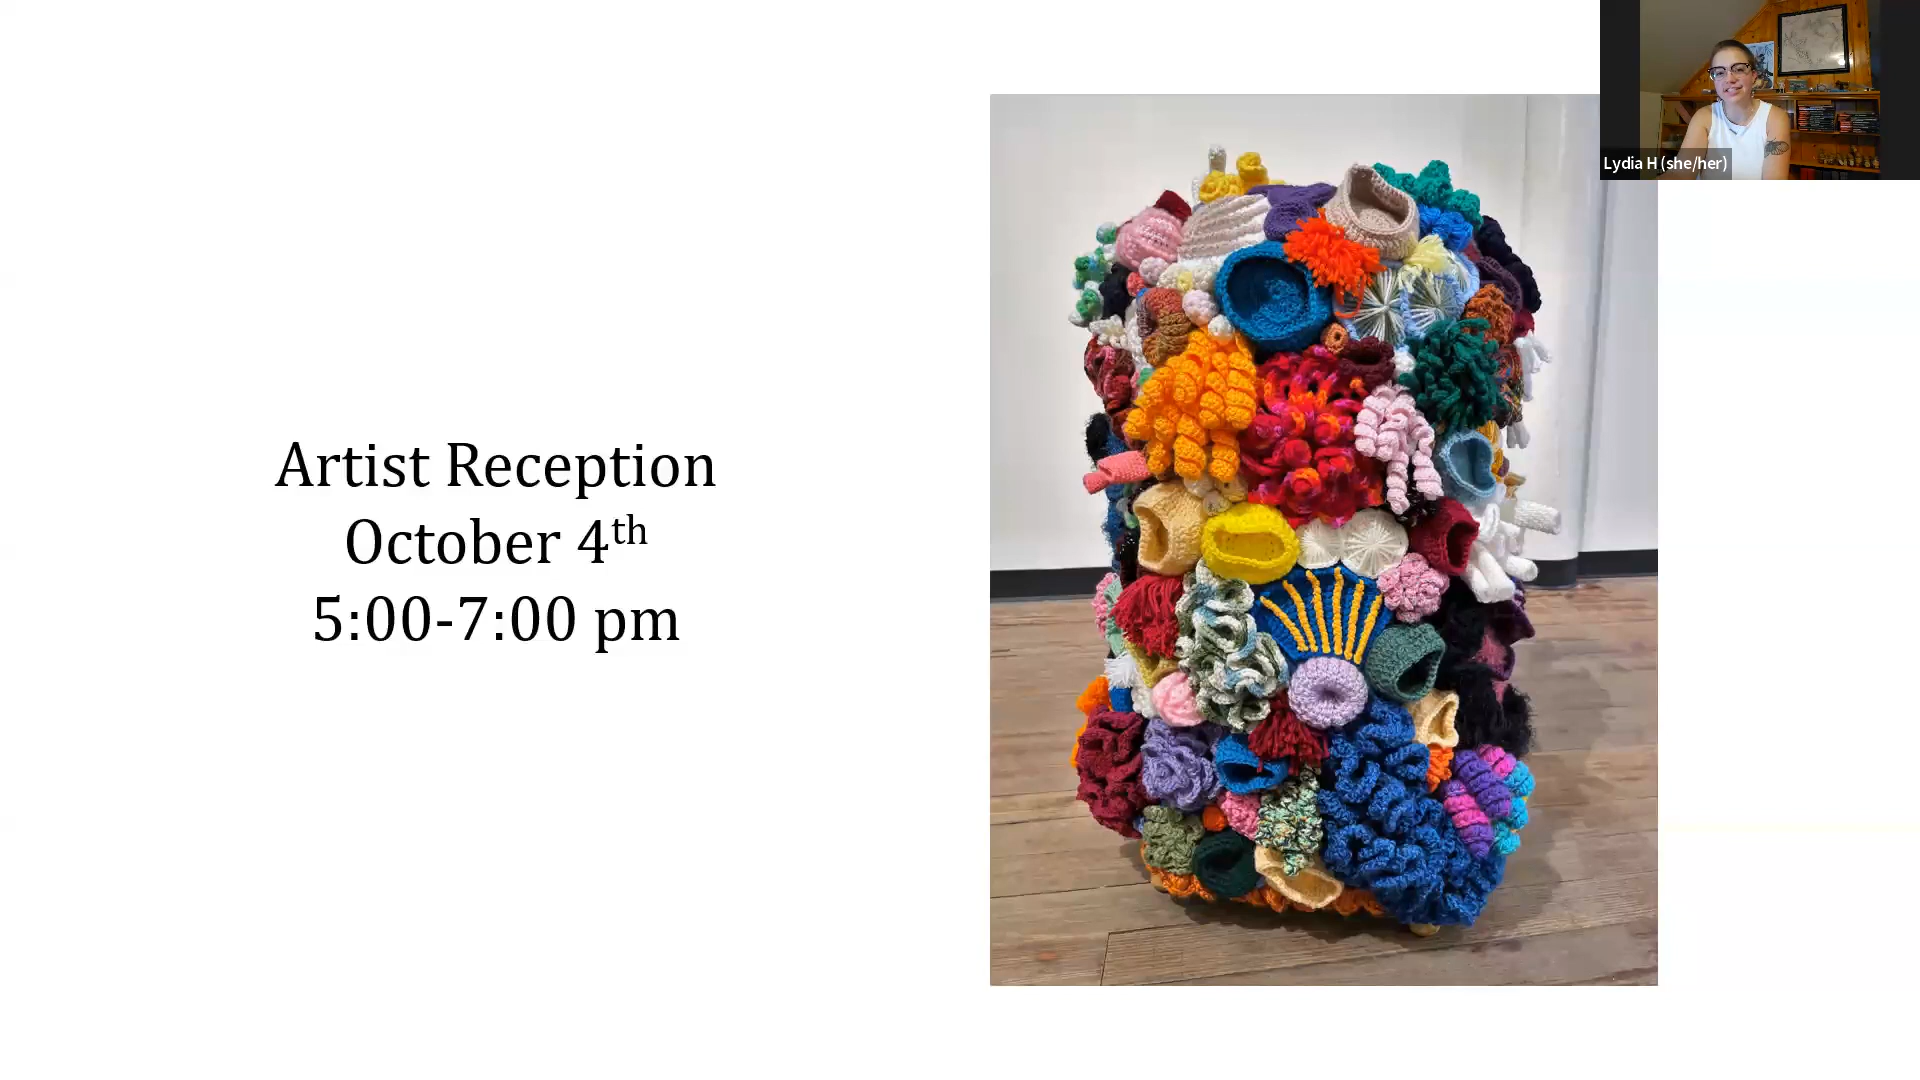 Artist Reception
October 4th
5:00-7:00 pm
Lydia H (she/her)